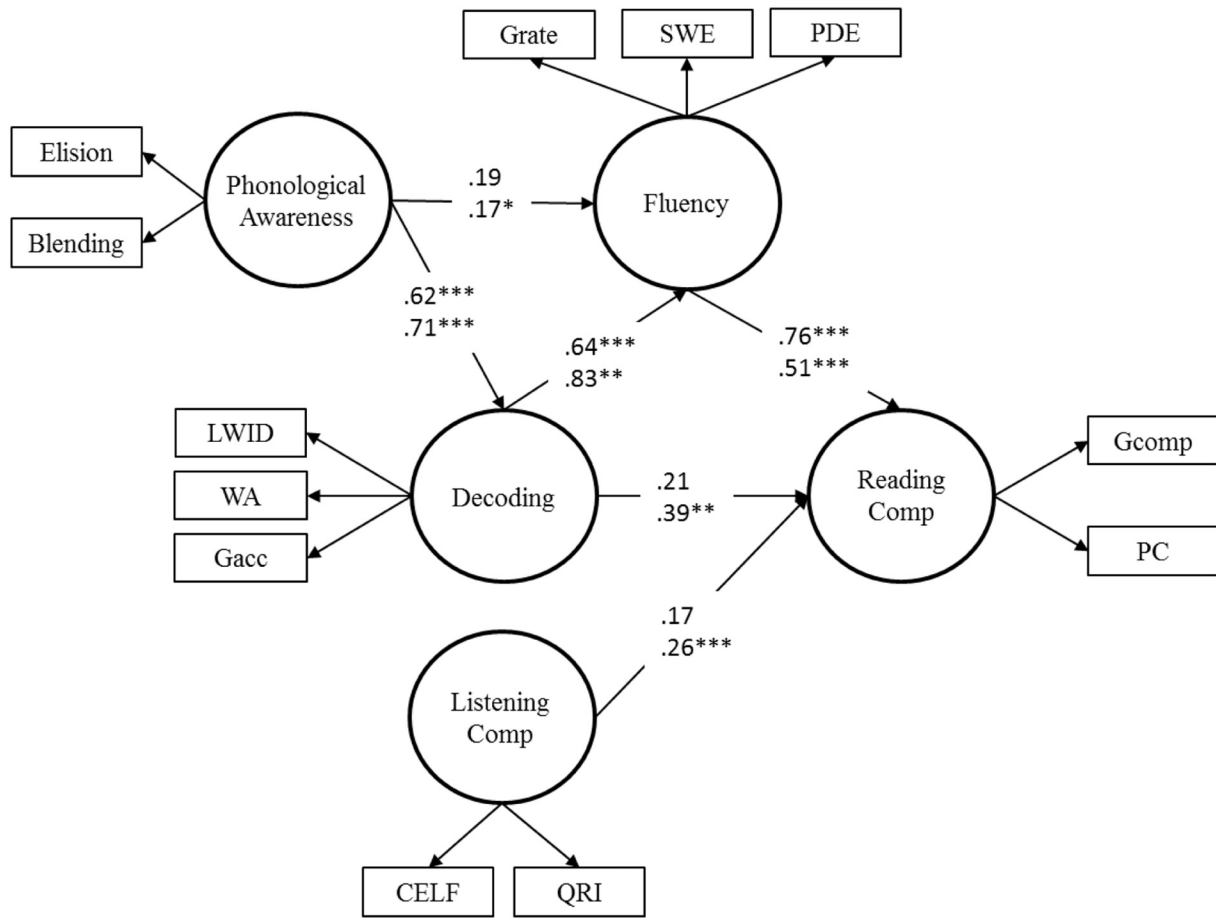 Grate
SWE
PDE
Elision
Blending
Phonological
Awareness
.19
.17*
Fluency
.62***
.71***
.64***
.83**
.76***
.51***
LWID
WA
Gacc
Decoding
.21
.39**
Reading
Comp
Gcomp
PC
.17
.26***
Listening
Comp
CELF
QRI